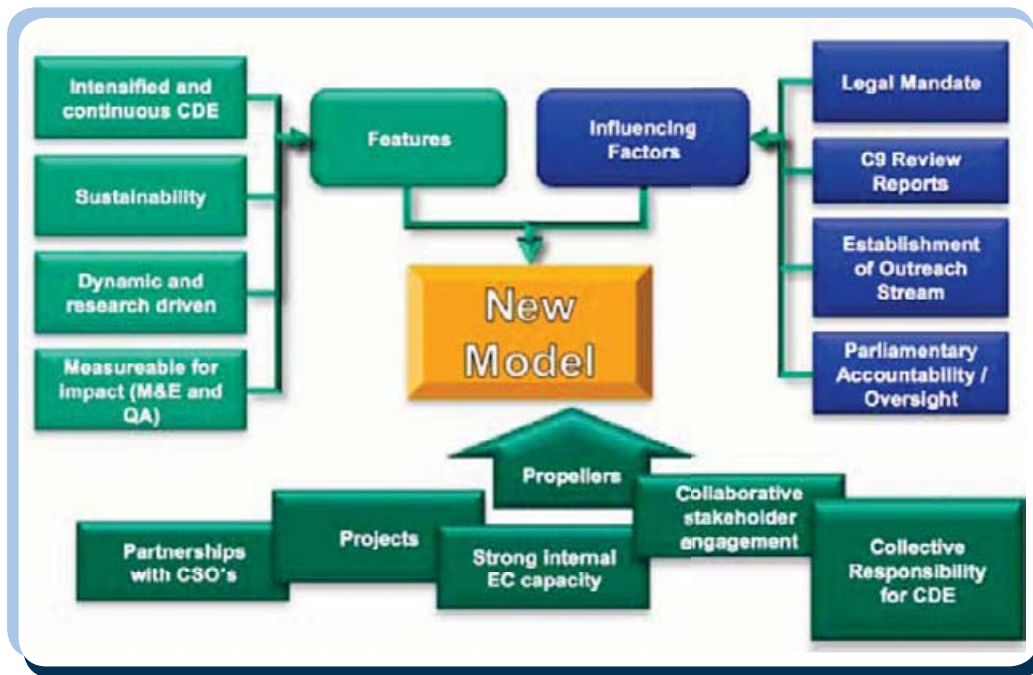 Intensified and
continuous CDE
Sustainability
Dynamic and
research driven
Measureable for
impact (M&E and
QA)
Features
Influencing
Factors
Legal Mandate
C9 Review
Reports
Establishment
of Outreach
Stream
Parliamentary
Accountability /
Oversight
New
Model
Propellers
Partnerships
with CSO's
Projects
Strong internal
EC capacity
Collaborative
stakeholder
engagement
Collective
Responsibility
for CDE